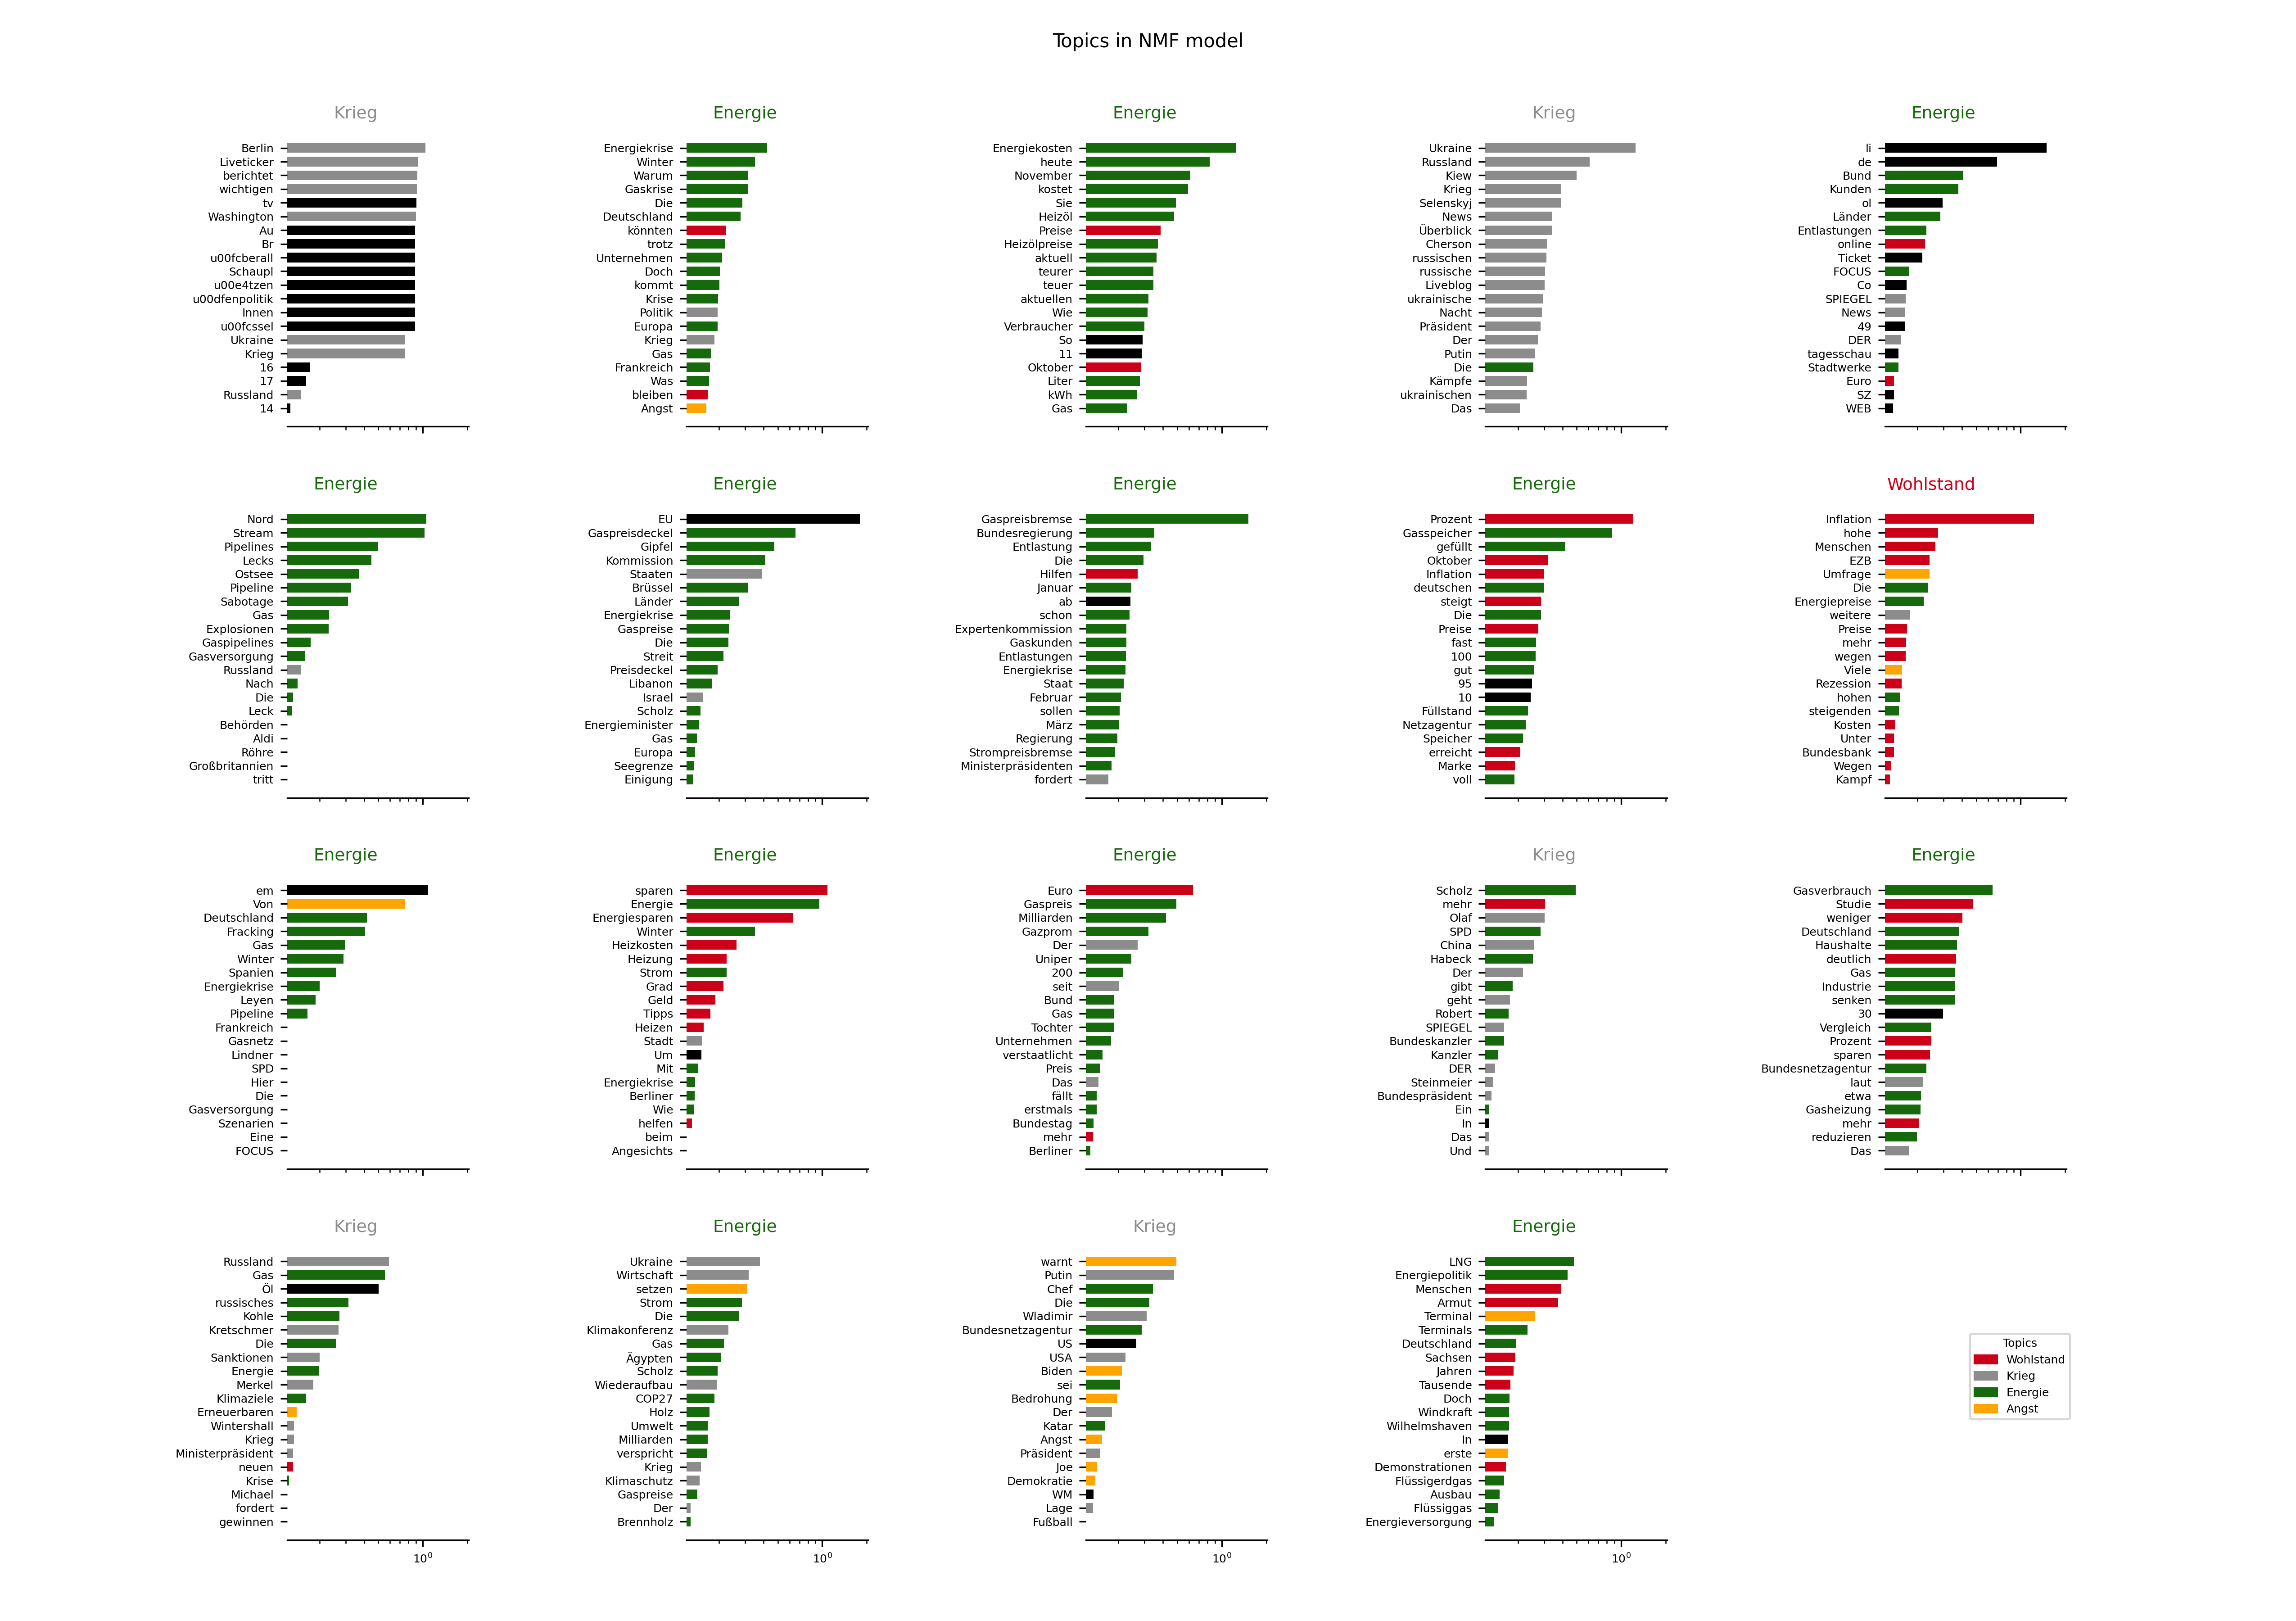 Topics in NMF model
Krieg
Berlin
Liveticker
berichtet
wichtigen
tv
Washington
Au
Br
u00fcberall
Schaupl
u00e4tzen
u00dfenpolitik
Innen
u00fcssel
Ukraine
Krieg
16
17
Russland
14
Energie
Energiekrise
Winter
Warum
Gaskrise
Die
Deutschland
könnten
trotz
Unternehmen
Doch
kommt
Krise
Politik
Europa
Krieg
Gas
Frankreich
Was
bleiben
Angst
Energie
Energiekosten
heute
November
kostet
Sie
Heizöl
Preise
Heizölpreise
aktuell
teurer
teuer
aktuellen
Wie
Verbraucher
So
11
Oktober
Liter
kWh
Gas
Krieg
Ukraine
Russland
Kiew
Krieg
Selenskyj
News
Überblick
Cherson
russischen
russische
Liveblog
ukrainische
Nacht
Präsident
Der
Putin
Die
Kämpfe
ukrainischen
Das
Energie
li
de
Bund
Kunden
ol
Länder
Entlastungen
online
Ticket
FOCUS
Co
SPIEGEL
News
49
DER
tagesschau
Stadtwerke
Euro
SZ
WEB
Energie
Nord
Stream
Pipelines
Lecks
Ostsee
Pipeline
Sabotage
Gas
Explosionen
Gaspipelines
Gasversorgung
Russland
Nach
Die
Leck
Behörden
Aldi
Röhre
Großbritannien
tritt
Energie
EU
Gaspreisdeckel
Gipfel
Kommission
Staaten
Brüssel
Länder
Energiekrise
Gaspreise
Die
Streit
Preisdeckel
Libanon
Israel
Scholz
Energieminister
Gas
Europa
Seegrenze
Einigung
Energie
Gaspreisbremse
Bundesregierung
Entlastung
Die
Hilfen
Januar
ab
schon
Expertenkommission
Gaskunden
Entlastungen
Energiekrise
Staat
Februar
sollen
März
Regierung
Strompreisbremse
Ministerpräsidenten
fordert
Energie
Prozent
Gasspeicher
gefüllt
Oktober
Inflation
deutschen
steigt
Die
Preise
fast
100
gut
95
10
Füllstand
Netzagentur
Speicher
erreicht
Marke
voll
Wohlstand
Inflation
hohe
Menschen
EZB
Umfrage
Die
Energiepreise
weitere
Preise
mehr
wegen
Viele
Rezession
hohen
steigenden
Kosten
Unter
Bundesbank
Wegen
Kampf
Energie
em
Von
Deutschland
Fracking
Gas
Winter
Spanien
Energiekrise
Leyen
Pipeline
Frankreich
Gasnetz
Lindner
SPD
Hier
Die
Gasversorgung
Szenarien
Eine
FOCUS
Energie
sparen
Energie
Energiesparen
Winter
Heizkosten
Heizung
Strom
Grad
Geld
Tipps
Heizen
Stadt
Um
Mit
Energiekrise
Berliner
Wie
helfen
beim
Angesichts
Energie
Euro
Gaspreis
Milliarden
Gazprom
Der
Uniper
200
seit
Bund
Gas
Tochter
Unternehmen
verstaatlicht
Preis
Das
fällt
erstmals
Bundestag
mehr
Berliner
Krieg
Scholz
mehr
Olaf
SPD
China
Habeck
Der
gibt
geht
Robert
SPIEGEL
Bundeskanzler
Kanzler
DER
Steinmeier
Bundespräsident
Ein
In
Das
Und
Energie
Gasverbrauch
Studie
weniger
Deutschland
Haushalte
deutlich
Gas
Industrie
senken
30
Vergleich
Prozent
sparen
Bundesnetzagentur
laut
etwa
Gasheizung
mehr
reduzieren
Das
Krieg
Russland
Gas
Öl
russisches
Kohle
Kretschmer
Die
Sanktionen
Energie
Merkel
Klimaziele
Erneuerbaren
Wintershall
Krieg
Ministerpräsident
neuen
Krise
Michael
fordert
gewinnen
10⁰
Energie
Ukraine
Wirtschaft
setzen
Strom
Die
Klimakonferenz
Gas
Ägypten
Scholz
Wiederaufbau
COP27
Holz
Umwelt
Milliarden
verspricht
Krieg
Klimaschutz
Gaspreise
Der
Brennholz
10⁰
Krieg
warnt
Putin
Chef
Die
Wladimir
Bundesnetzagentur
US
USA
Biden
sei
Bedrohung
Der
Katar
Angst
Präsident
Joe
Demokratie
WM
Lage
Fußball
10⁰
Energie
LNG
Energiepolitik
Menschen
Armut
Terminal
Terminals
Deutschland
Sachsen
Jahren
Tausende
Doch
Windkraft
Wilhelmshaven
In
erste
Demonstrationen
Flüssigerdgas
Ausbau
Flüssiggas
Energieversorgung
10⁰
Topics
Wohlstand
Krieg
Energie
Angst